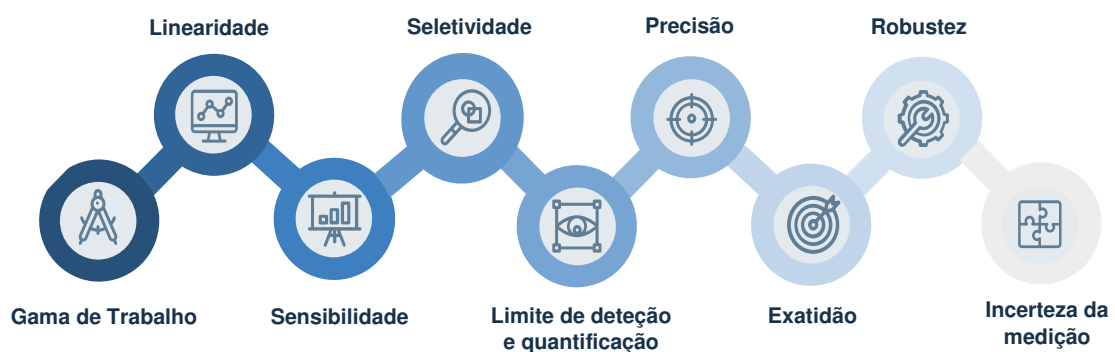 Linearidade
Seletividade
Precisão
Robustez
Gama de Trabalho
Sensibilidade
Limite de deteção
e quantificação
Exatidão
Incerteza da
medição